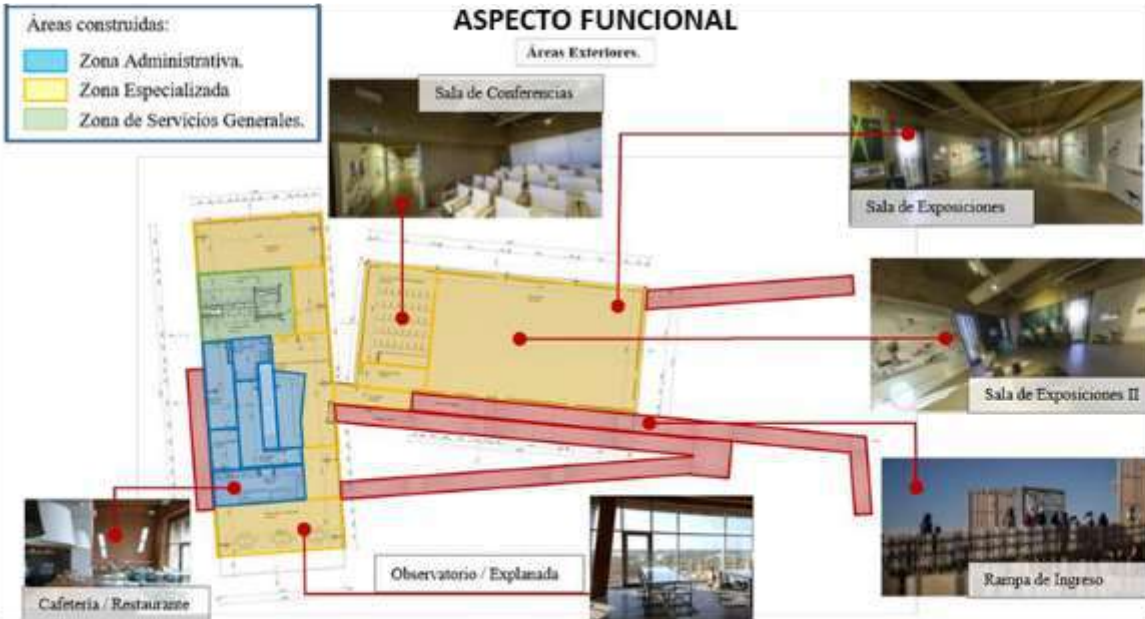 ASPECTO FUNCIONAL
Áreas Exteriores.
Áreas construidas:
Zona Administrativa.
Zona Especializada
Zona de Servicios Generales.
Sala de Conferencias
Sala de Exposiciones
Sala de Exposiciones II
Rampa de Ingreso
Observatorio / Explanada
Cafetería / Restaurante